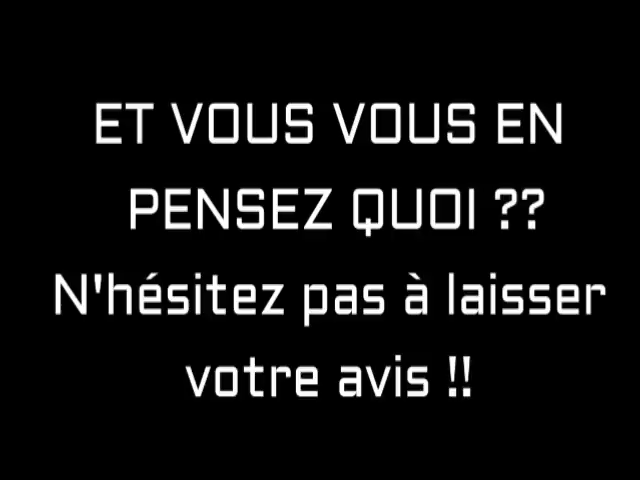 ET VOUS VOUS EN
PENSEZ QUOI ??
N'hésitez pas à laisser
votre avis !!